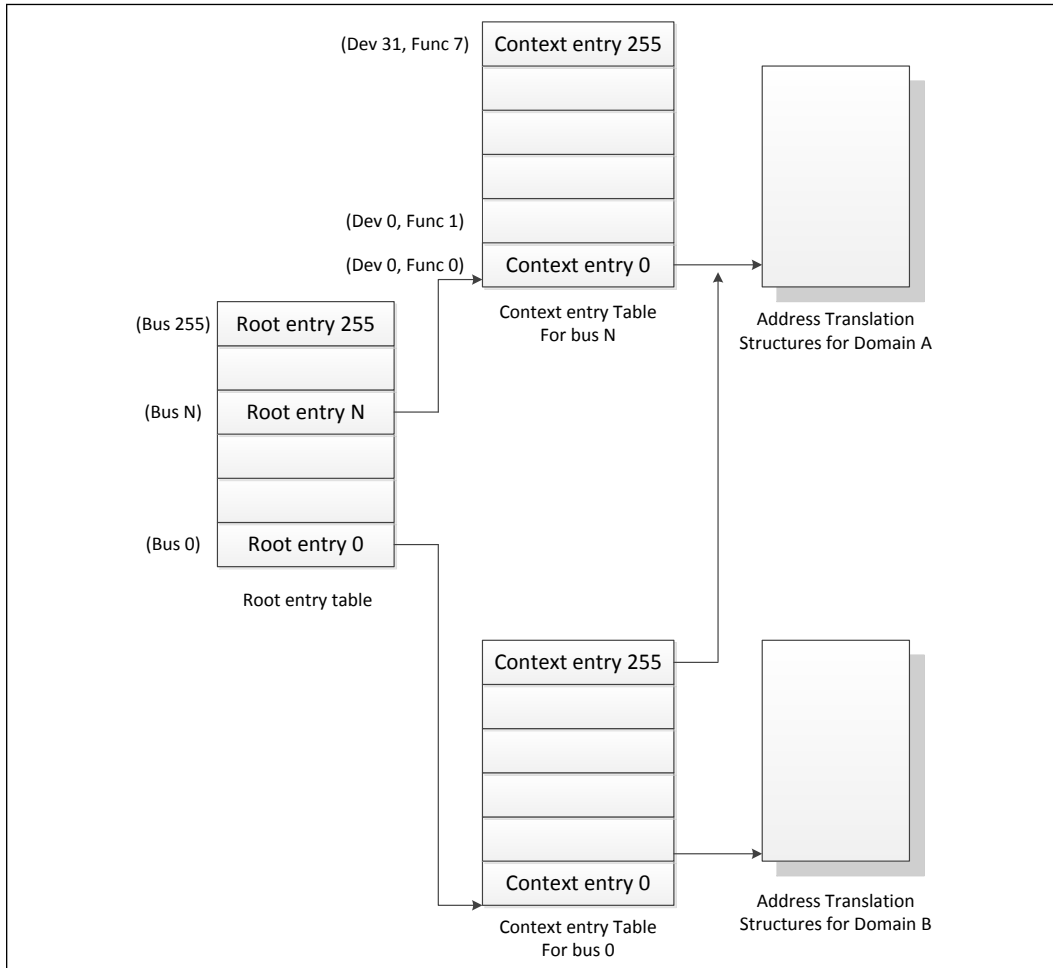 (Dev 31, Func 7)
Context entry 255
(Dev 0, Func 1)
(Dev 0, Func 0)
Context entry 0
Context entry Table
For bus N
Address Translation
Structures for Domain A
(Bus 255)
Root entry 255
(Bus N)
Root entry N
(Bus 0)
Root entry 0
Root entry table
Context entry 255
Context entry 0
Context entry Table
For bus 0
Address Translation
Structures for Domain B